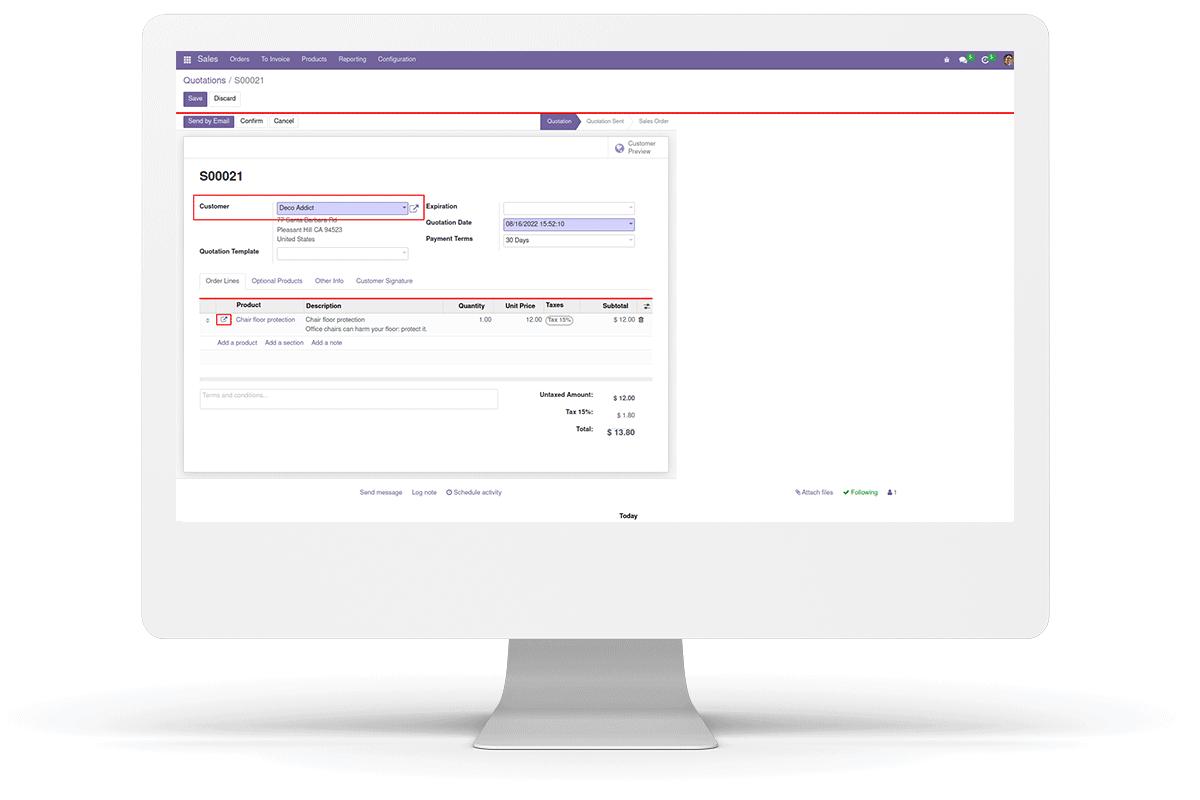 Sales Orders To Invoice Products Reporting Configuration 5 5
Quotations / S00021
Save Discard
Send by Email Confirm Cancel Quotation Quotation Sent Sales Order
Customer
Preview
S00021
Customer Deco Addict
77 Santa Barbara Rd
Pleasant Hill CA 94523
United States
Quotation Template
Expiration
Quotation Date 08/16/2022 15:52:10
Payment Terms 30 Days
Order Lines Optional Products Other Info Customer Signature
Product Description Quantity Unit Price Taxes Subtotal
Chair floor protection Chair floor protection 1.00 12.00 Tax 15% $ 12.00
Office chairs can harm your floor: protect it.
Add a product Add a section Add a note
Terms and conditions...
Untaxed Amount: $ 12.00
Tax 15%: $ 1.80
Total: $ 13.80
Send message Log note Schedule activity Attach files Following 1
Today